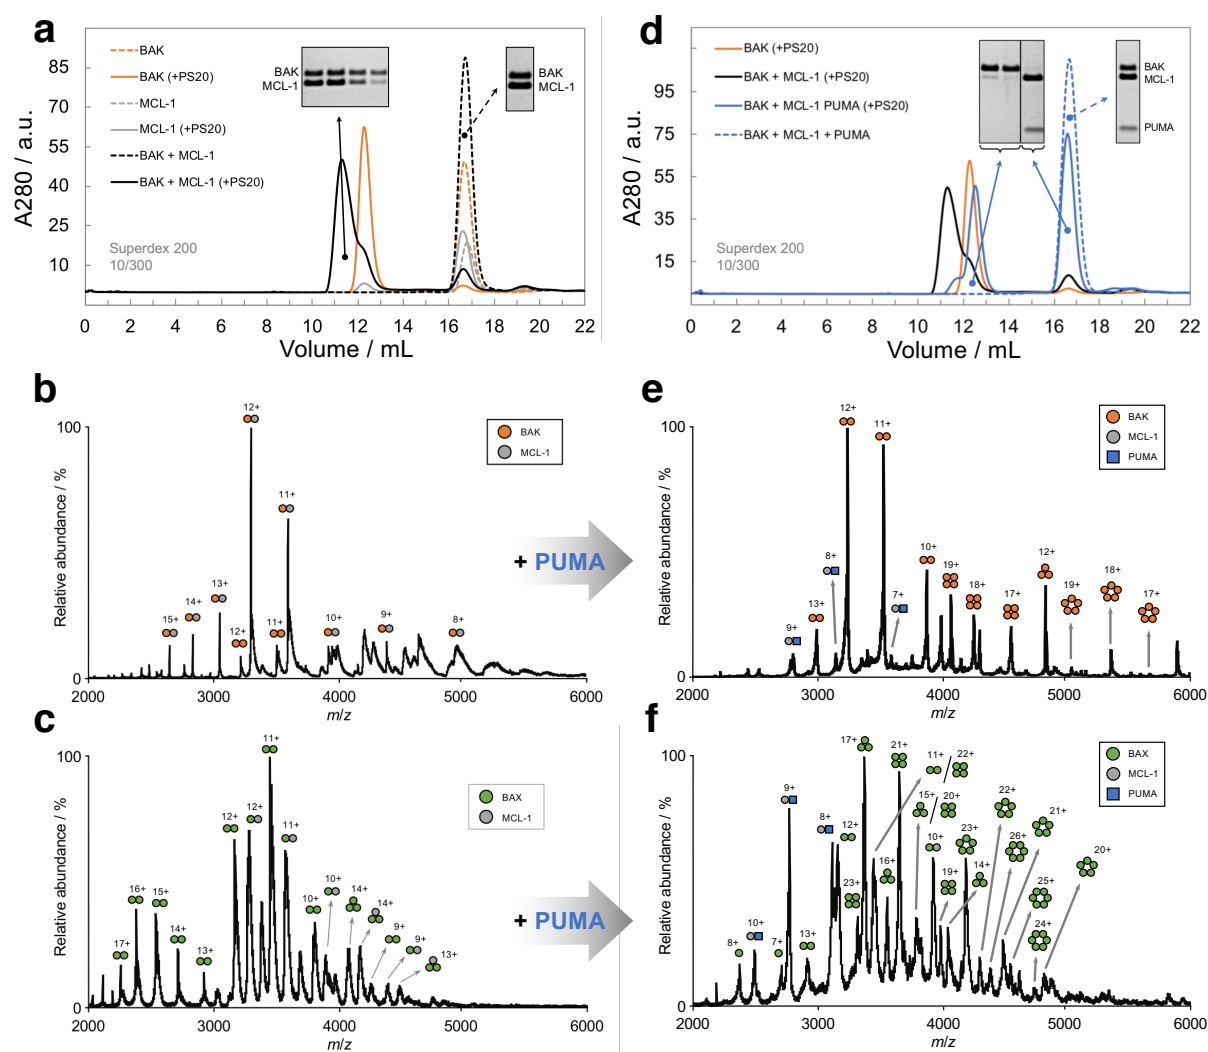 a
BAK
BAK (+PS20)
MCL-1
MCL-1 (+PS20)
BAK + MCL-1
BAK + MCL-1 (+PS20)
BAK
MCL-1
BAK
MCL-1
A280 / a.u.
85
70
55
40
25
10
Superdex 200
10/300
0 2 4 6 8 10 12 14 16 18 20 22
Volume / mL
d
BAK (+PS20)
BAK + MCL-1 (+PS20)
BAK + MCL-1 PUMA (+PS20)
BAK + MCL-1 + PUMA
BAK
MCL-1
PUMA
A280 / a.u.
95
75
55
35
15
Superdex 200
10/300
0 2 4 6 8 10 12 14 16 18 20 22
Volume / mL
b
Relative abundance / %
100
0
BAK
MCL-1
15+
14+
13+
12+
12+
11+
11+
10+
9+
8+
2000 3000 4000 5000 6000
m/z
+ PUMA
e
Relative abundance / %
100
0
BAK
MCL-1
PUMA
9+
13+
8+
12+
11+
7+
10+
19+
18+
17+
12+
19+
18+
17+
2000 3000 4000 5000 6000
m/z
c
Relative abundance / %
100
0
BAX
MCL-1
17+
16+
15+
14+
13+
12+
12+
11+
11+
10+
10+
14+
14+
9+
9+
13+
2000 3000 4000 5000 6000
m/z
+ PUMA
f
Relative abundance / %
100
0
BAX
MCL-1
PUMA
8+
10+
7+
9+
13+
8+
12+
23+
17+
16+
21+
11+
/
22+
15+
/
20+
10+
19+
23+
14+
22+
26+
21+
25+
24+
20+
2000 3000 4000 5000 6000
m/z